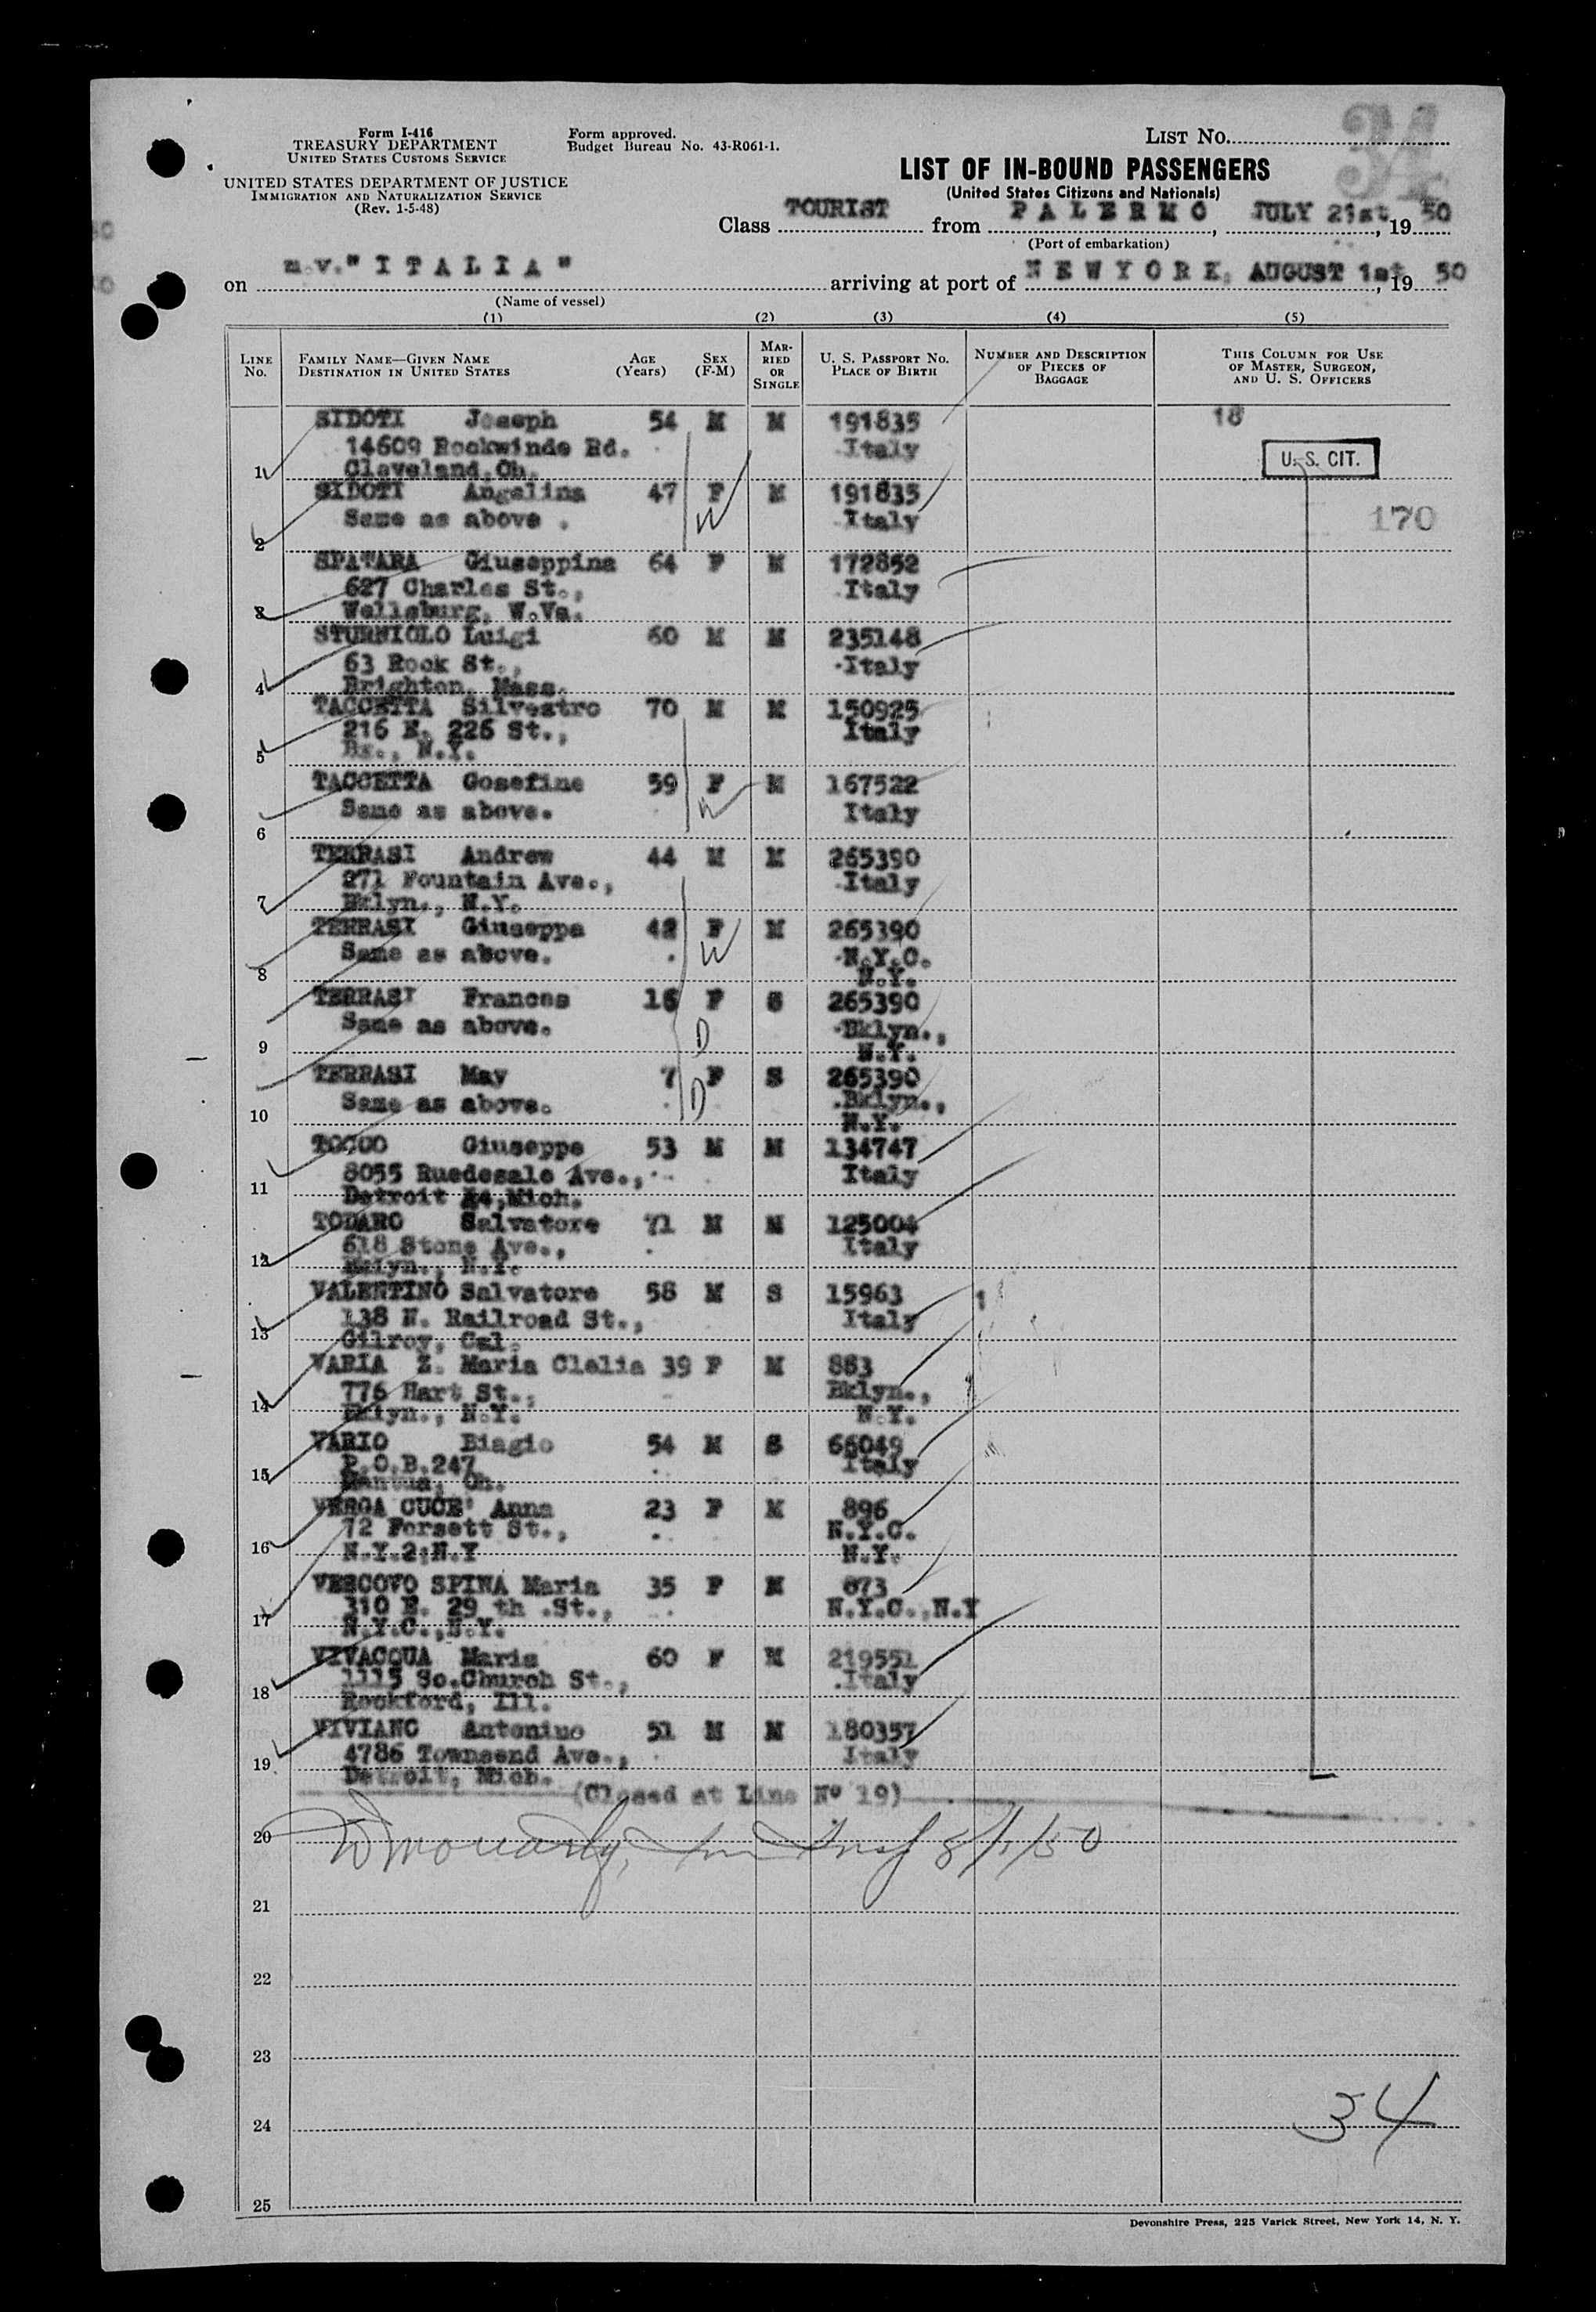 Form I-416
TREASURY DEPARTMENT
UNITED STATES CUSTOMS SERVICE
UNITED STATES DEPARTMENT OF JUSTICE
IMMIGRATION AND NATURALIZATION SERVICE
(Rev. 1-5-48)
Form approved.
Budget Bureau No. 43-R061-1.
LIST NO. 34
LIST OF IN-BOUND PASSENGERS
(United States Citizens and Nationals)
Class TOURIST from PALERMO, JULY 21st, 1950
(Port of embarkation)
on m.v."ITALIA" arriving at port of NEWYORK, AUGUST 1st, 1950
(Name of vessel)
(1) (2) (3) (4) (5)
LINE NO. FAMILY NAME—GIVEN NAME DESTINATION IN UNITED STATES AGE (Years) SEX (F-M) MARRIED OR SINGLE U. S. PASSPORT NO. PLACE OF BIRTH NUMBER AND DESCRIPTION OF PIECES OF BAGGAGE THIS COLUMN FOR USE OF MASTER, SURGEON, AND U. S. OFFICERS
SIDOTI Joseph 54 M M 191835 18
14609 Rockwinde Rd. Italy
1 Cleveland.Oh. U. S. CIT.
SIDOTI Angelina 47 F M 191835
Same as above . W Italy 170
2
SPATARA Giuseppina 64 F M 172852
627 Charles St., Italy
3 Wellsburg, W.Va.
STURNIOLO Luigi 60 M M 235148
63 Rock St., Italy
4 Brighton, Mass.
TACCETTA Silvestro 70 M M 150925
216 E. 226 St., Italy
5 Bx., N.Y.
TACCETTA Gosefine 59 F M 167522
Same as above. W Italy
6
TERRASI Andrew 44 M M 265390
271 Fountain Ave., Italy
7 Bklyn., N.Y.
TERRASI Giuseppa 42 F M 265390
Same as above. W N.Y.C.
8 N.Y.
TERRASI Frances 16 F S 265390
Same as above. D Bklyn.,
9 N.Y.
TERRASI May 7 F S 265390
Same as above. D Bklyn.,
10 N.Y.
TOCCO Giuseppe 53 M M 134747
8055 Ruedesale Ave., Italy
11 Detroit ,Mich.
TODARO Salvatore 71 M M 125004
618 Stone Ave., Italy
12 Bklyn., N.Y.
VALENTINO Salvatore 58 M S 15963
138 N. Railroad St., Italy
13 Gilroy, Cal.
VARIA Z. Maria Clelia 39 F M 883
776 Hart St., Bklyn.,
14 Bklyn., N.Y. N.Y.
VARIO Biagio 54 M S 66049
P.O.B.247 Italy
15 Mantua, Oh.
VERGA CUCE' Anna 23 F M 896
72 Forsett St., N.Y.C.
16 N.Y.2;N.Y N.Y.
VESCOVO SPINA Maria 35 F M 873
310 E. 29 th .St., N.Y.C.,N.Y
17 N.Y.C.,N.Y.
VIVACQUA Maria 60 F M 219551
1115 So.Church St., Italy
18 Rockford, Ill.
VIVIANO Antonino 51 M M 180357
4786 Townsend Ave., Italy
19 Detroit, Mich.
(Closed at Line Nº 19)
20 8/1/50
21
22
23
24 34
25
Devonshire Press, 225 Varick Street, New York 14, N. Y.